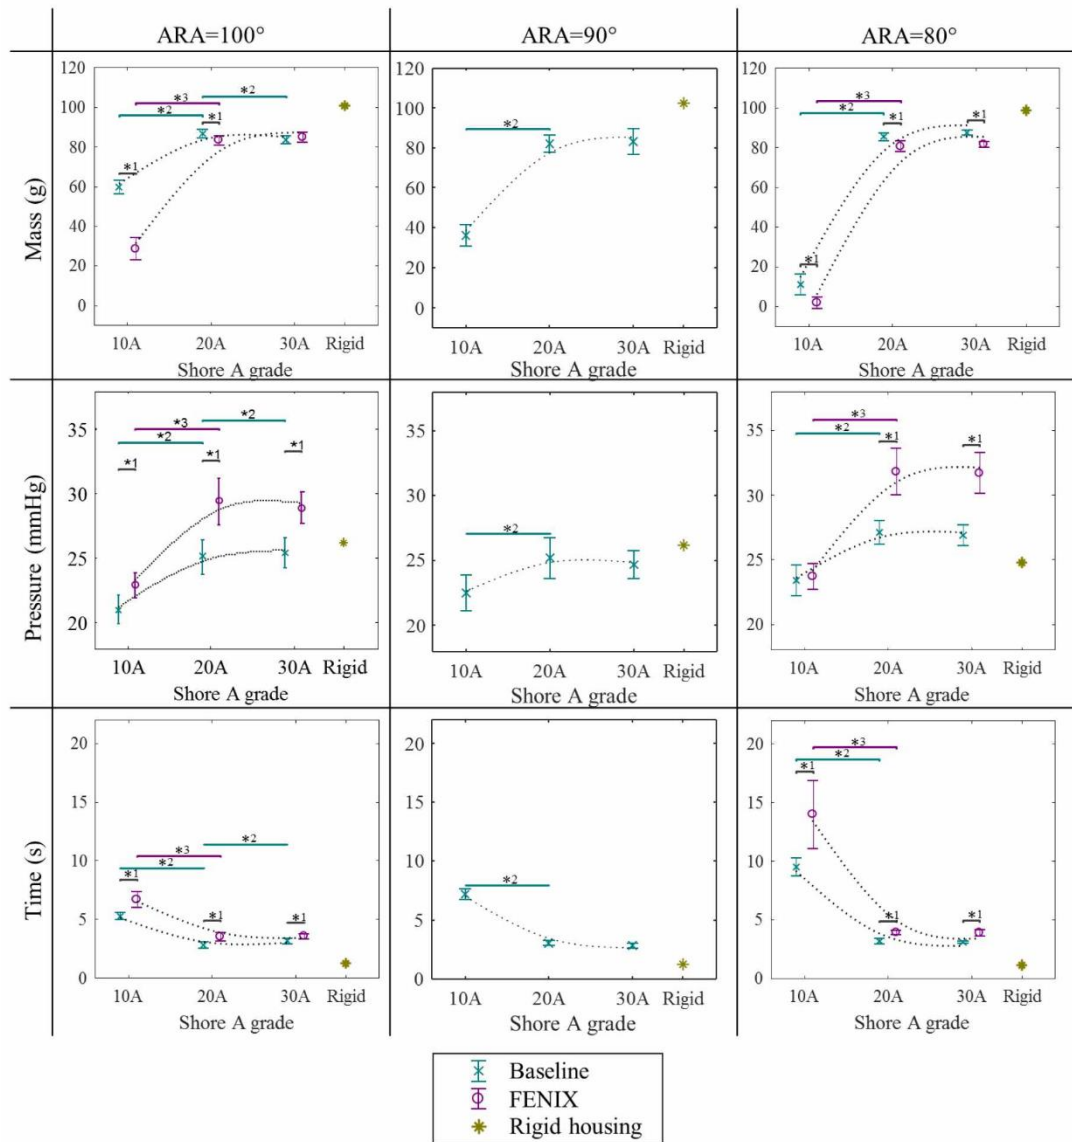 ARA=100° ARA=90° ARA=80°
Mass (g)
120 100 80 60 40 20 0
*3 *2 *2 *1 *1
10A 20A 30A Rigid
Shore A grade
120 100 80 60 40 20 0
*2
10A 20A 30A Rigid
Shore A grade
120 100 80 60 40 20 0
*3 *2 *1 *1 *1
10A 20A 30A Rigid
Shore A grade
Pressure (mmHg)
35 30 25 20
*2 *3 *2 *1 *1 *1
10A 20A 30A Rigid
Shore A grade
35 30 25 20
*2
10A 20A 30A Rigid
Shore A grade
35 30 25 20
*3 *2 *1 *1
10A 20A 30A Rigid
Shore A grade
Time (s)
20 15 10 5 0
*2 *3 *2 *1 *1 *1
10A 20A 30A Rigid
Shore A grade
20 15 10 5 0
*2
10A 20A 30A Rigid
Shore A grade
20 15 10 5 0
*3 *2 *1 *1 *1
10A 20A 30A Rigid
Shore A grade
Baseline
FENIX
Rigid housing